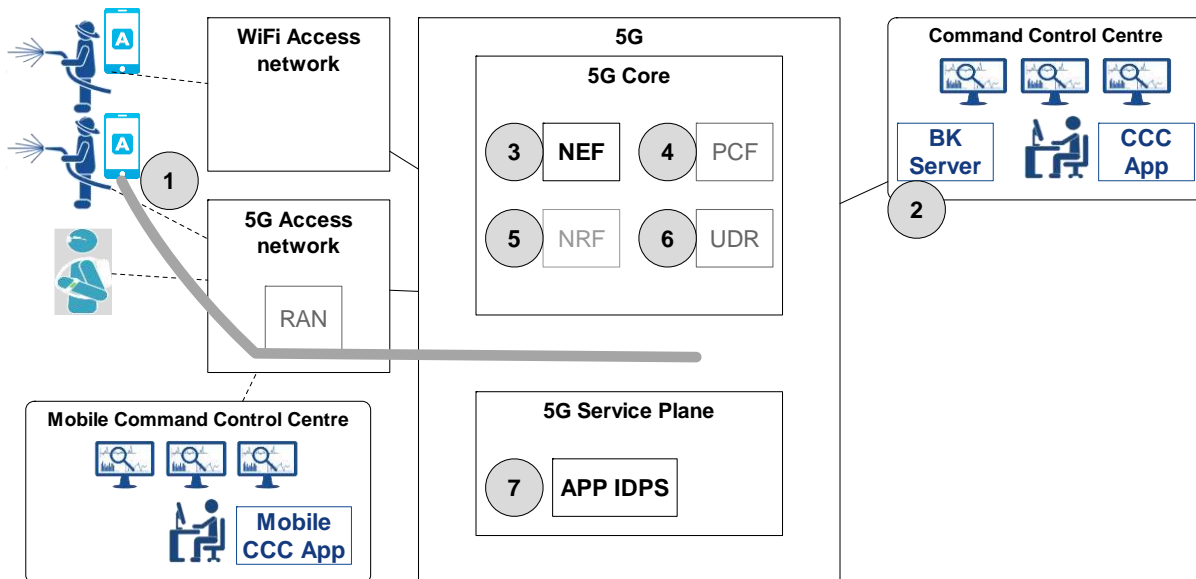 A
A
1
WiFi Access
network
5G Access
network
RAN
5G
5G Core
3
NEF
4
PCF
5
NRF
6
UDR
5G Service Plane
7
APP IDPS
Command Control Centre
BK
Server
CCC
App
2
Mobile Command Control Centre
Mobile
CCC App